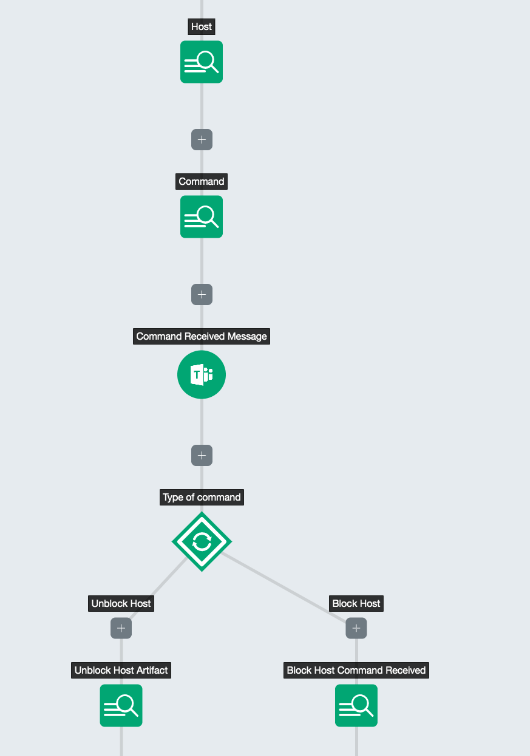 Host
Command
Command Received Message
Type of command
Unblock Host
Block Host
Unblock Host Artifact
Block Host Command Received